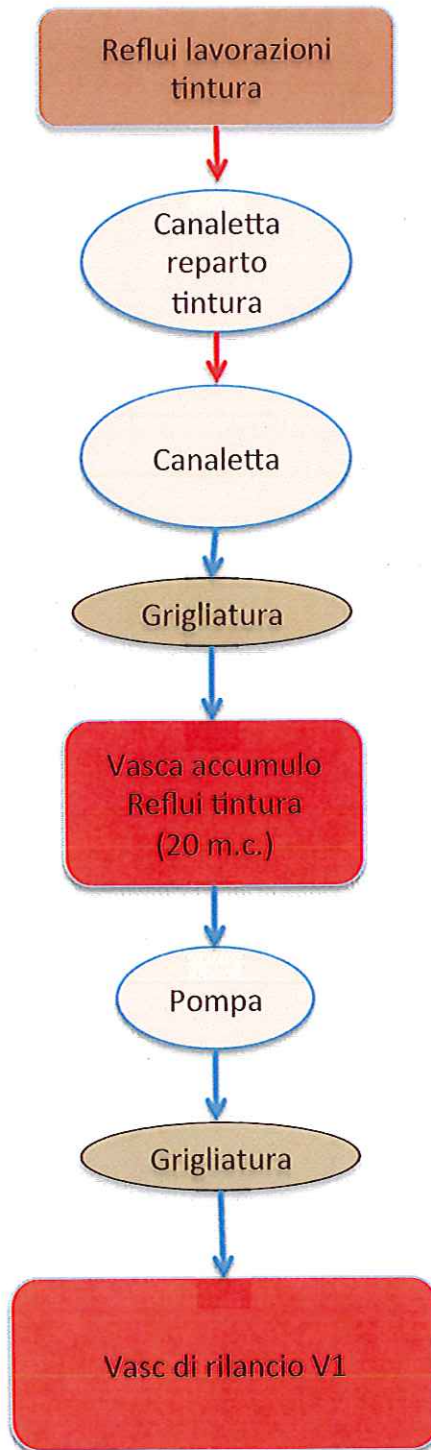 Reflui lavorazioni
tintura
Canaletta
reparto
tintura
Canaletta
Grigliatura
Vasca accumulo
Reflui tintura
(20 m.c.)
Pompa
Grigliatura
Vasc di rilancio V1